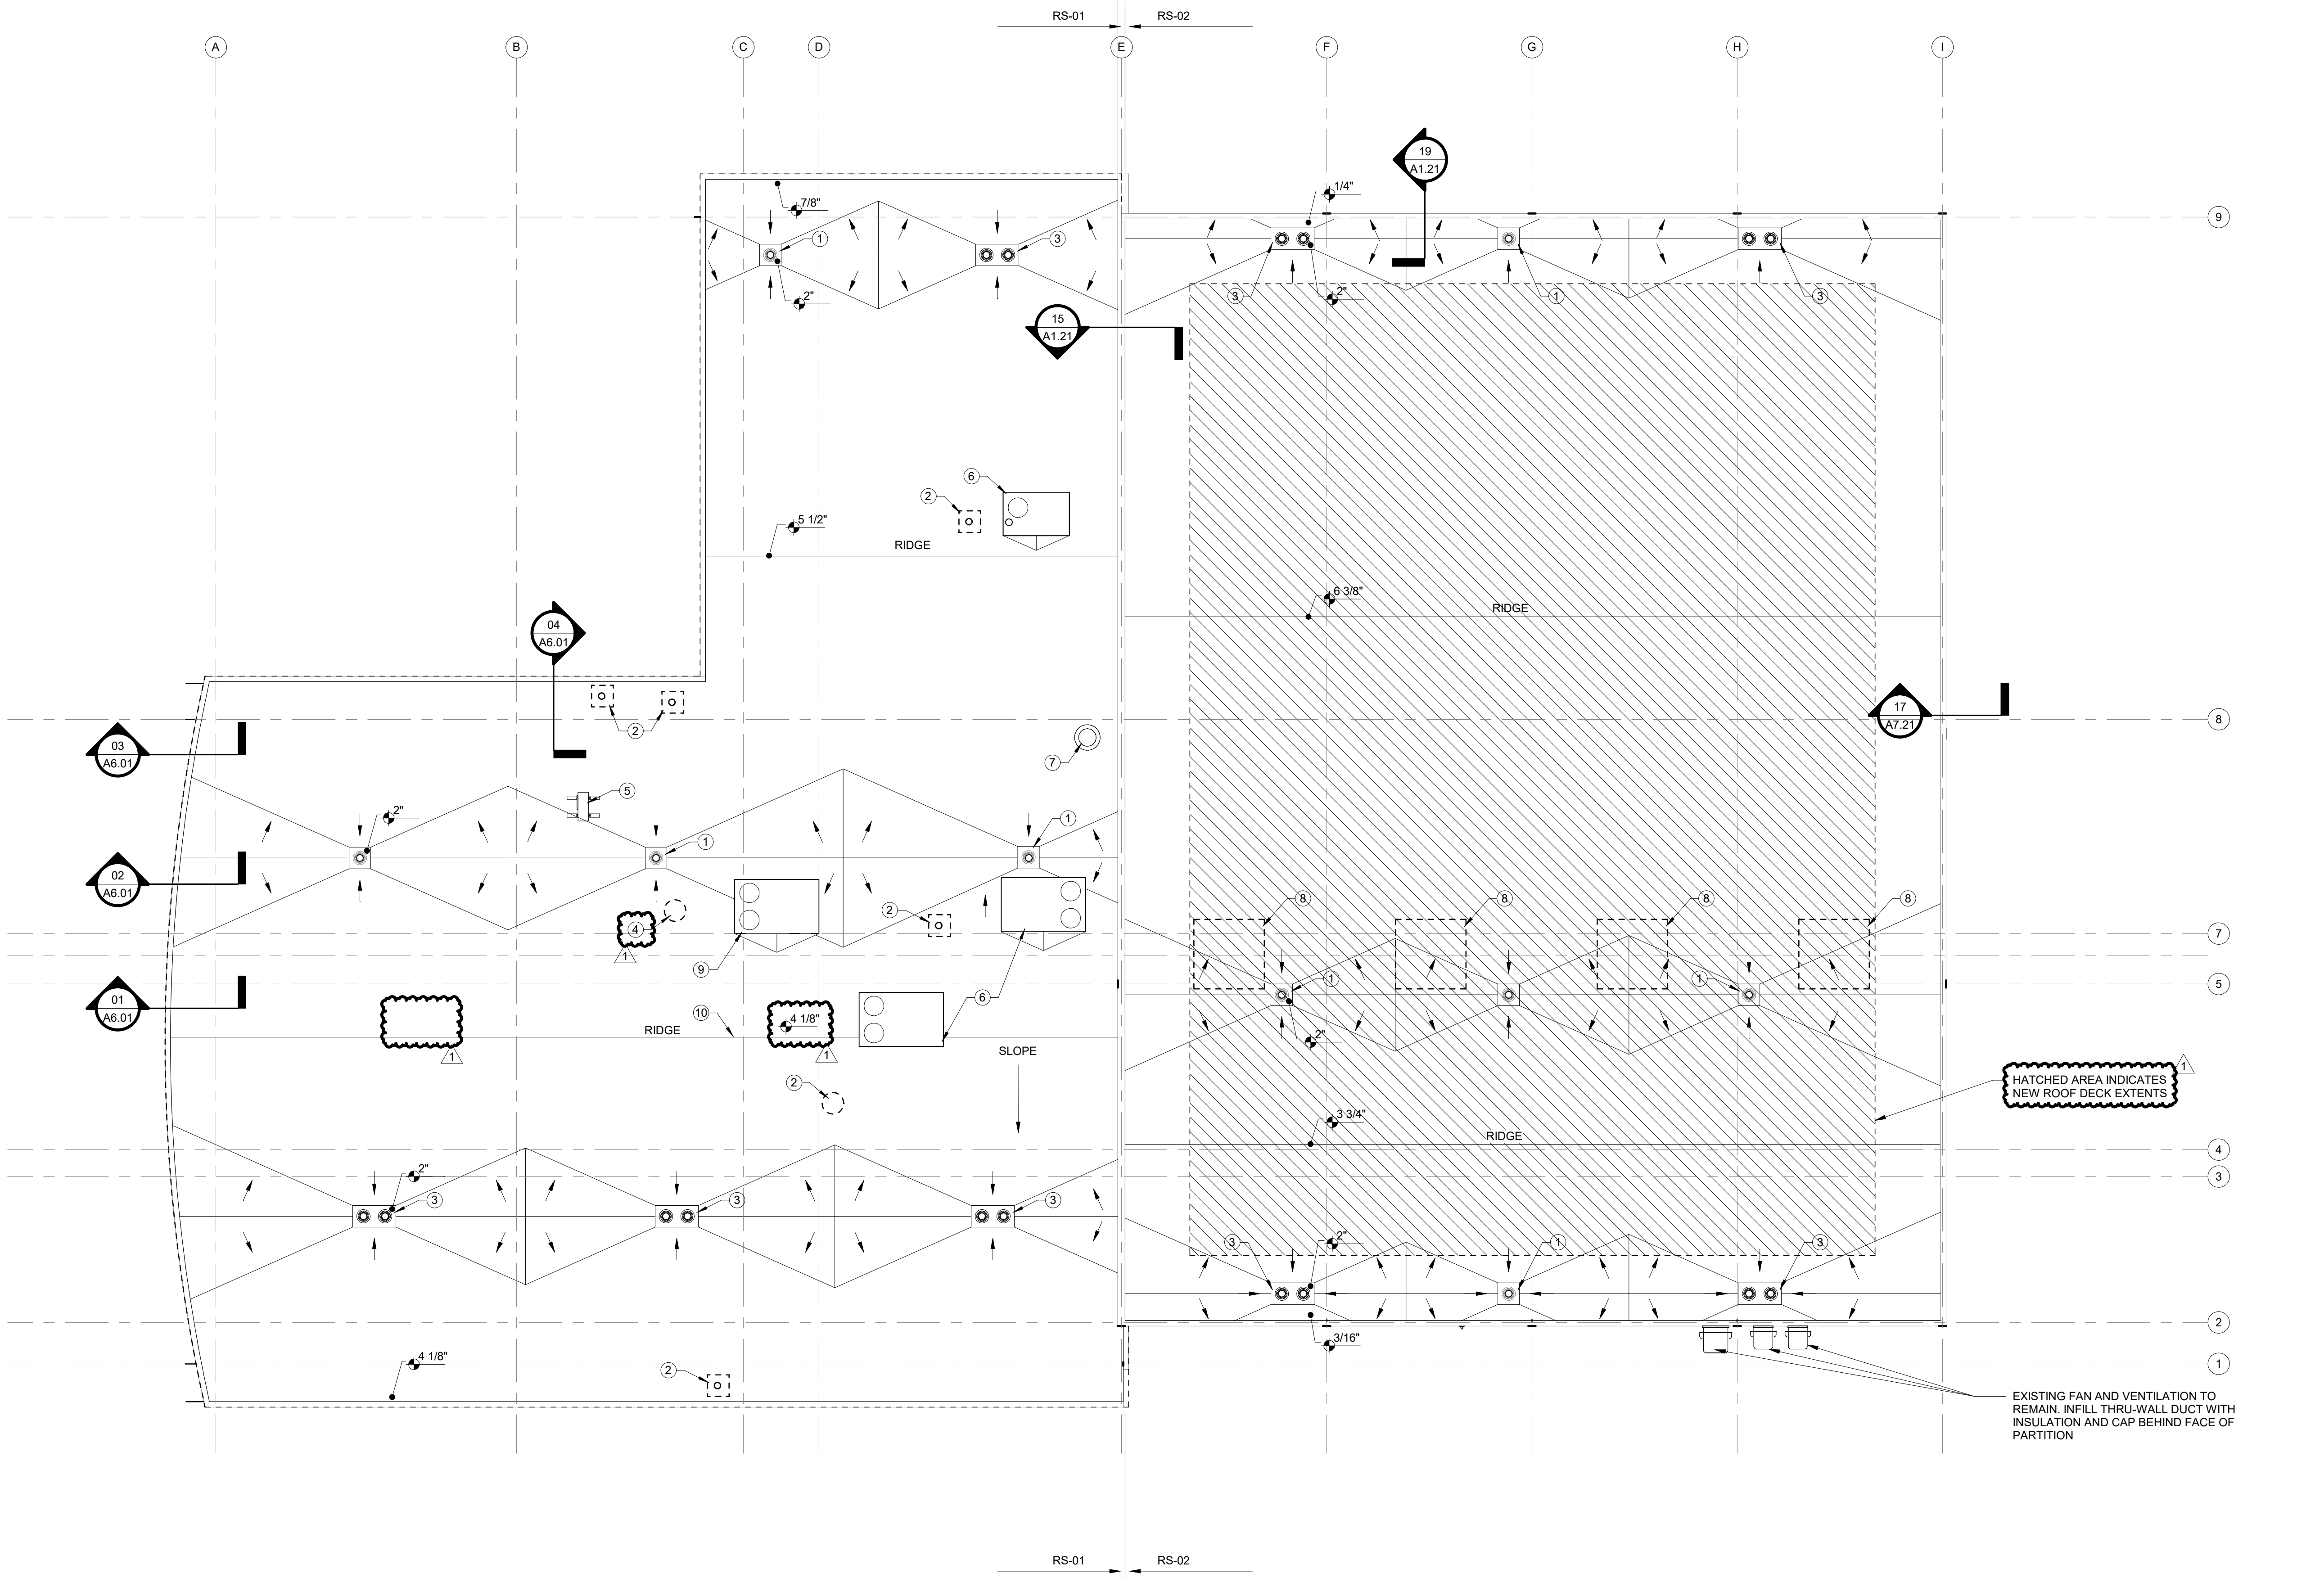 RS-01
RS-02
A
B
C
D
E
F
G
H
I
19
A1.21
1/4"
7/8"
9
1
3
2"
3
2"
1
3
15
A1.21
6
2
5 1/2"
RIDGE
6 3/8"
RIDGE
04
A6.01
17
A7.21
8
2
03
A6.01
7
5
2"
1
1
02
A6.01
8
8
8
8
2
4
1
7
9
1
1
5
6
01
A6.01
10
4 1/8"
RIDGE
1
1
2"
SLOPE
1
HATCHED AREA INDICATES
NEW ROOF DECK EXTENTS
2
3 3/4"
RIDGE
4
2"
3
3
3
3
2"
3
1
3
2
3/16"
4 1/8"
1
2
EXISTING FAN AND VENTILATION TO
REMAIN. INFILL THRU-WALL DUCT WITH
INSULATION AND CAP BEHIND FACE OF
PARTITION
RS-01
RS-02